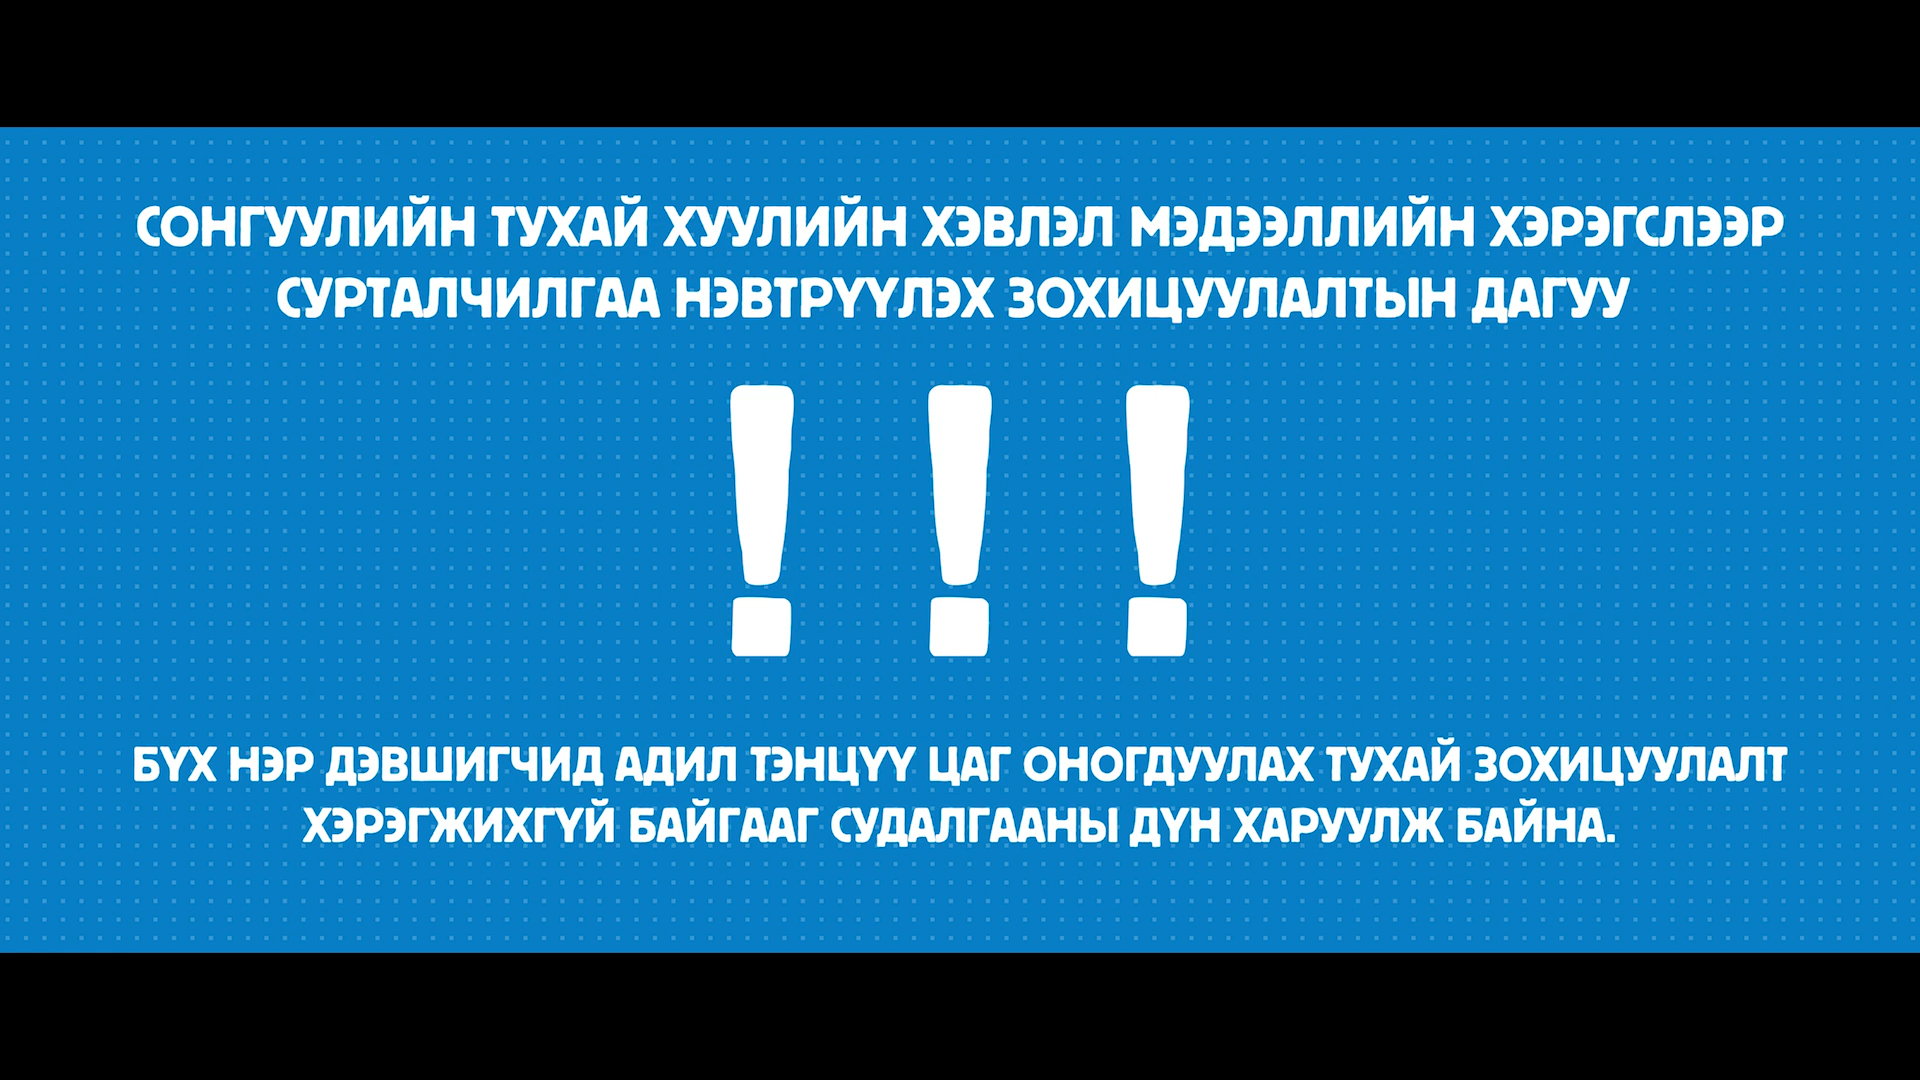 СОНГУУЛИЙН ТУХАЙ ХУУЛИЙН ХЭВЛЭЛ МЭДЭЭЛЛИЙН ХЭРЭГСЛЭЭР
СУРТАЛЧИЛГАА НЭВТРҮҮЛЭХ ЗОХИЦУУЛАЛТЫН ДАГУУ
! ! !
БҮХ НЭР ДЭВШИГЧИД АДИЛ ТЭНЦҮҮ ЦАГ ОНОГДУУЛАХ ТУХАЙ ЗОХИЦУУЛАЛТ
ХЭРЭГЖИХГҮЙ БАЙГААГ СУДАЛГААНЫ ДҮН ХАРУУЛЖ БАЙНА.